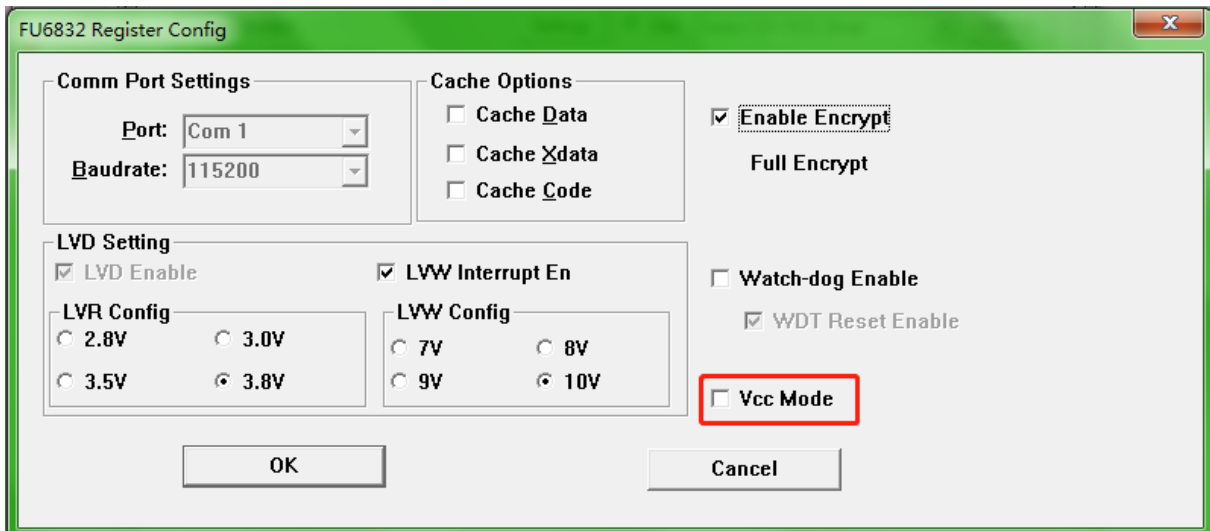 FU6832 Register Config
Comm Port Settings
Port: Com 1
Baudrate: 115200
Cache Options
Cache Data
Cache Xdata
Cache Code
Enable Encrypt
Full Encrypt
LVD Setting
LVD Enable
LVW Interrupt En
LVR Config
2.8V 3.0V
3.5V 3.8V
LVW Config
7V 8V
9V 10V
Watch-dog Enable
WDT Reset Enable
Vcc Mode
OK
Cancel